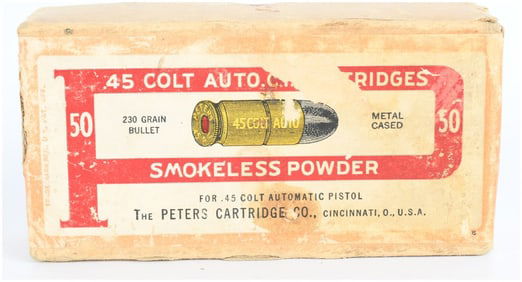 .45 COLT AUTO. RIDGES
50
230 GRAIN
BULLET
45 COLT AUTO
METAL
CASED
50
SMOKELESS POWDER
FOR .45 COLT AUTOMATIC PISTOL
THE PETERS CARTRIDGE CO., CINCINNATI, O., U.S.A.